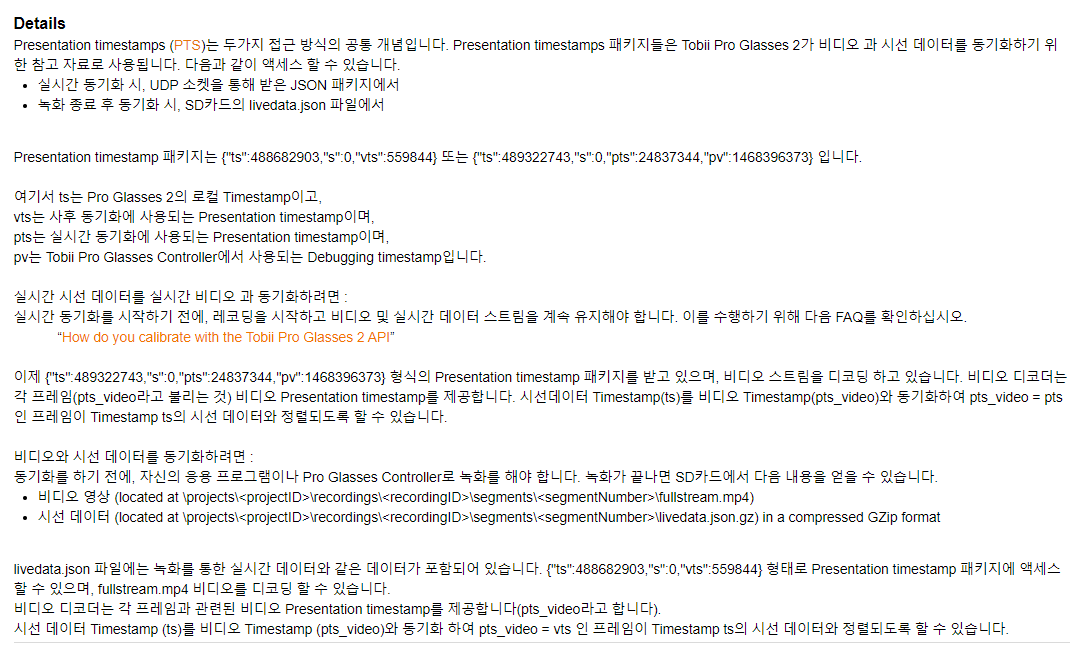 Details
Presentation timestamps (PTS)는 두가지 접근 방식의 공통 개념입니다. Presentation timestamps 패키지들은 Tobii Pro Glasses 2가 비디오 과 시선 데이터를 동기화하기 위
한 참고 자료로 사용됩니다. 다음과 같이 액세스 할 수 있습니다.
• 실시간 동기화 시, UDP 소켓을 통해 받은 JSON 패키지에서
• 녹화 종료 후 동기화 시, SD카드의 livedata.json 파일에서
Presentation timestamp 패키지는 {"ts":488682903,"s":0,"vts":559844} 또는 {"ts":489322743,"s":0,"pts":24837344,"pv":1468396373} 입니다.
여기서 ts는 Pro Glasses 2의 로컬 Timestamp이고,
vts는 사후 동기화에 사용되는 Presentation timestamp이며,
pts는 실시간 동기화에 사용되는 Presentation timestamp이며,
pv는 Tobii Pro Glasses Controller에서 사용되는 Debugging timestamp입니다.
실시간 시선 데이터를 실시간 비디오 과 동기화하려면 :
실시간 동기화를 시작하기 전에, 레코딩을 시작하고 비디오 및 실시간 데이터 스트림을 계속 유지해야 합니다. 이를 수행하기 위해 다음 FAQ를 확인하십시오.
“How do you calibrate with the Tobii Pro Glasses 2 API”
이제 {"ts":489322743,"s":0,"pts":24837344,"pv":1468396373} 형식의 Presentation timestamp 패키지를 받고 있으며, 비디오 스트림을 디코딩 하고 있습니다. 비디오 디코더는
각 프레임(pts_video라고 불리는 것) 비디오 Presentation timestamp를 제공합니다. 시선데이터 Timestamp(ts)를 비디오 Timestamp(pts_video)와 동기화하여 pts_video = pts
인 프레임이 Timestamp ts의 시선 데이터와 정렬되도록 할 수 있습니다.
비디오와 시선 데이터를 동기화하려면 :
동기화를 하기 전에, 자신의 응용 프로그램이나 Pro Glasses Controller로 녹화를 해야 합니다. 녹화가 끝나면 SD카드에서 다음 내용을 얻을 수 있습니다.
• 비디오 영상 (located at \projects\<projectID>\recordings\<recordingID>\segments\<segmentNumber>\fullstream.mp4)
• 시선 데이터 (located at \projects\<projectID>\recordings\<recordingID>\segments\<segmentNumber>\livedata.json.gz) in a compressed GZip format
livedata.json 파일에는 녹화를 통한 실시간 데이터와 같은 데이터가 포함되어 있습니다. {"ts":488682903,"s":0,"vts":559844} 형태로 Presentation timestamp 패키지에 액세스
할 수 있으며, fullstream.mp4 비디오를 디코딩 할 수 있습니다.
비디오 디코더는 각 프레임과 관련된 비디오 Presentation timestamp를 제공합니다(pts_video라고 합니다).
시선 데이터 Timestamp (ts)를 비디오 Timestamp (pts_video)와 동기화 하여 pts_video = vts 인 프레임이 Timestamp ts의 시선 데이터와 정렬되도록 할 수 있습니다.